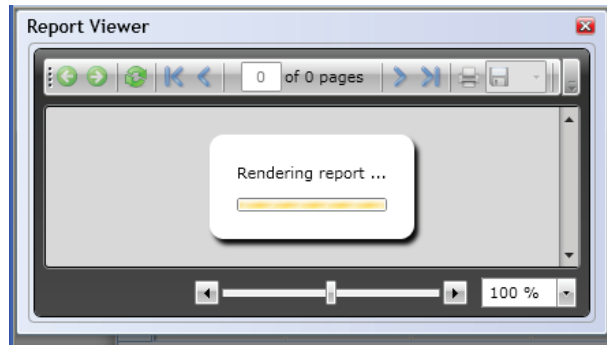 Report Viewer
0 of 0 pages
Rendering report ...
100 %